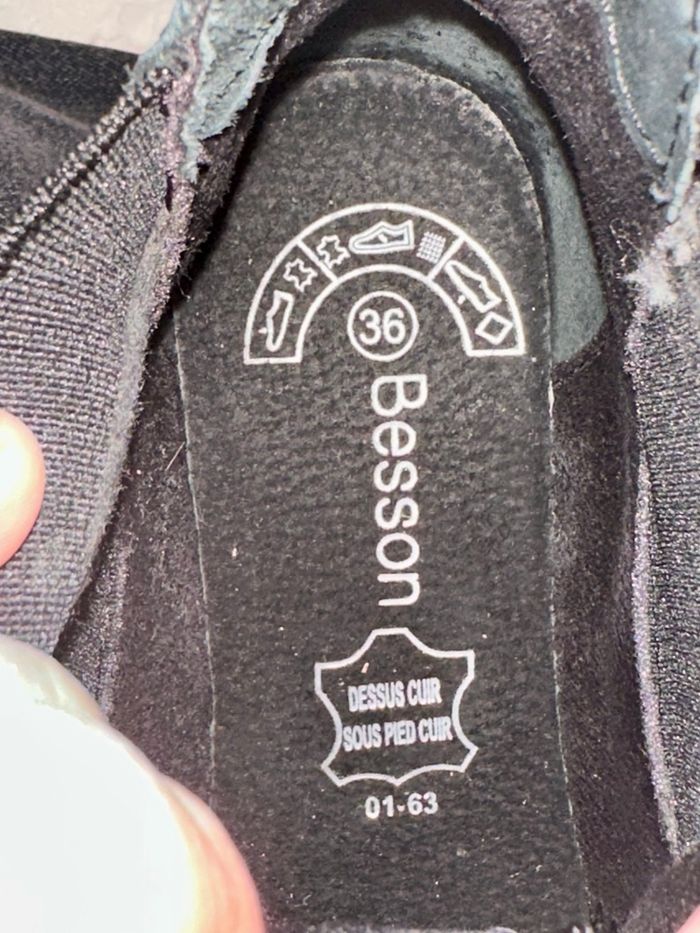 36
Besson
DESSUS CUIR
SOUS PIED CUIR
01-63